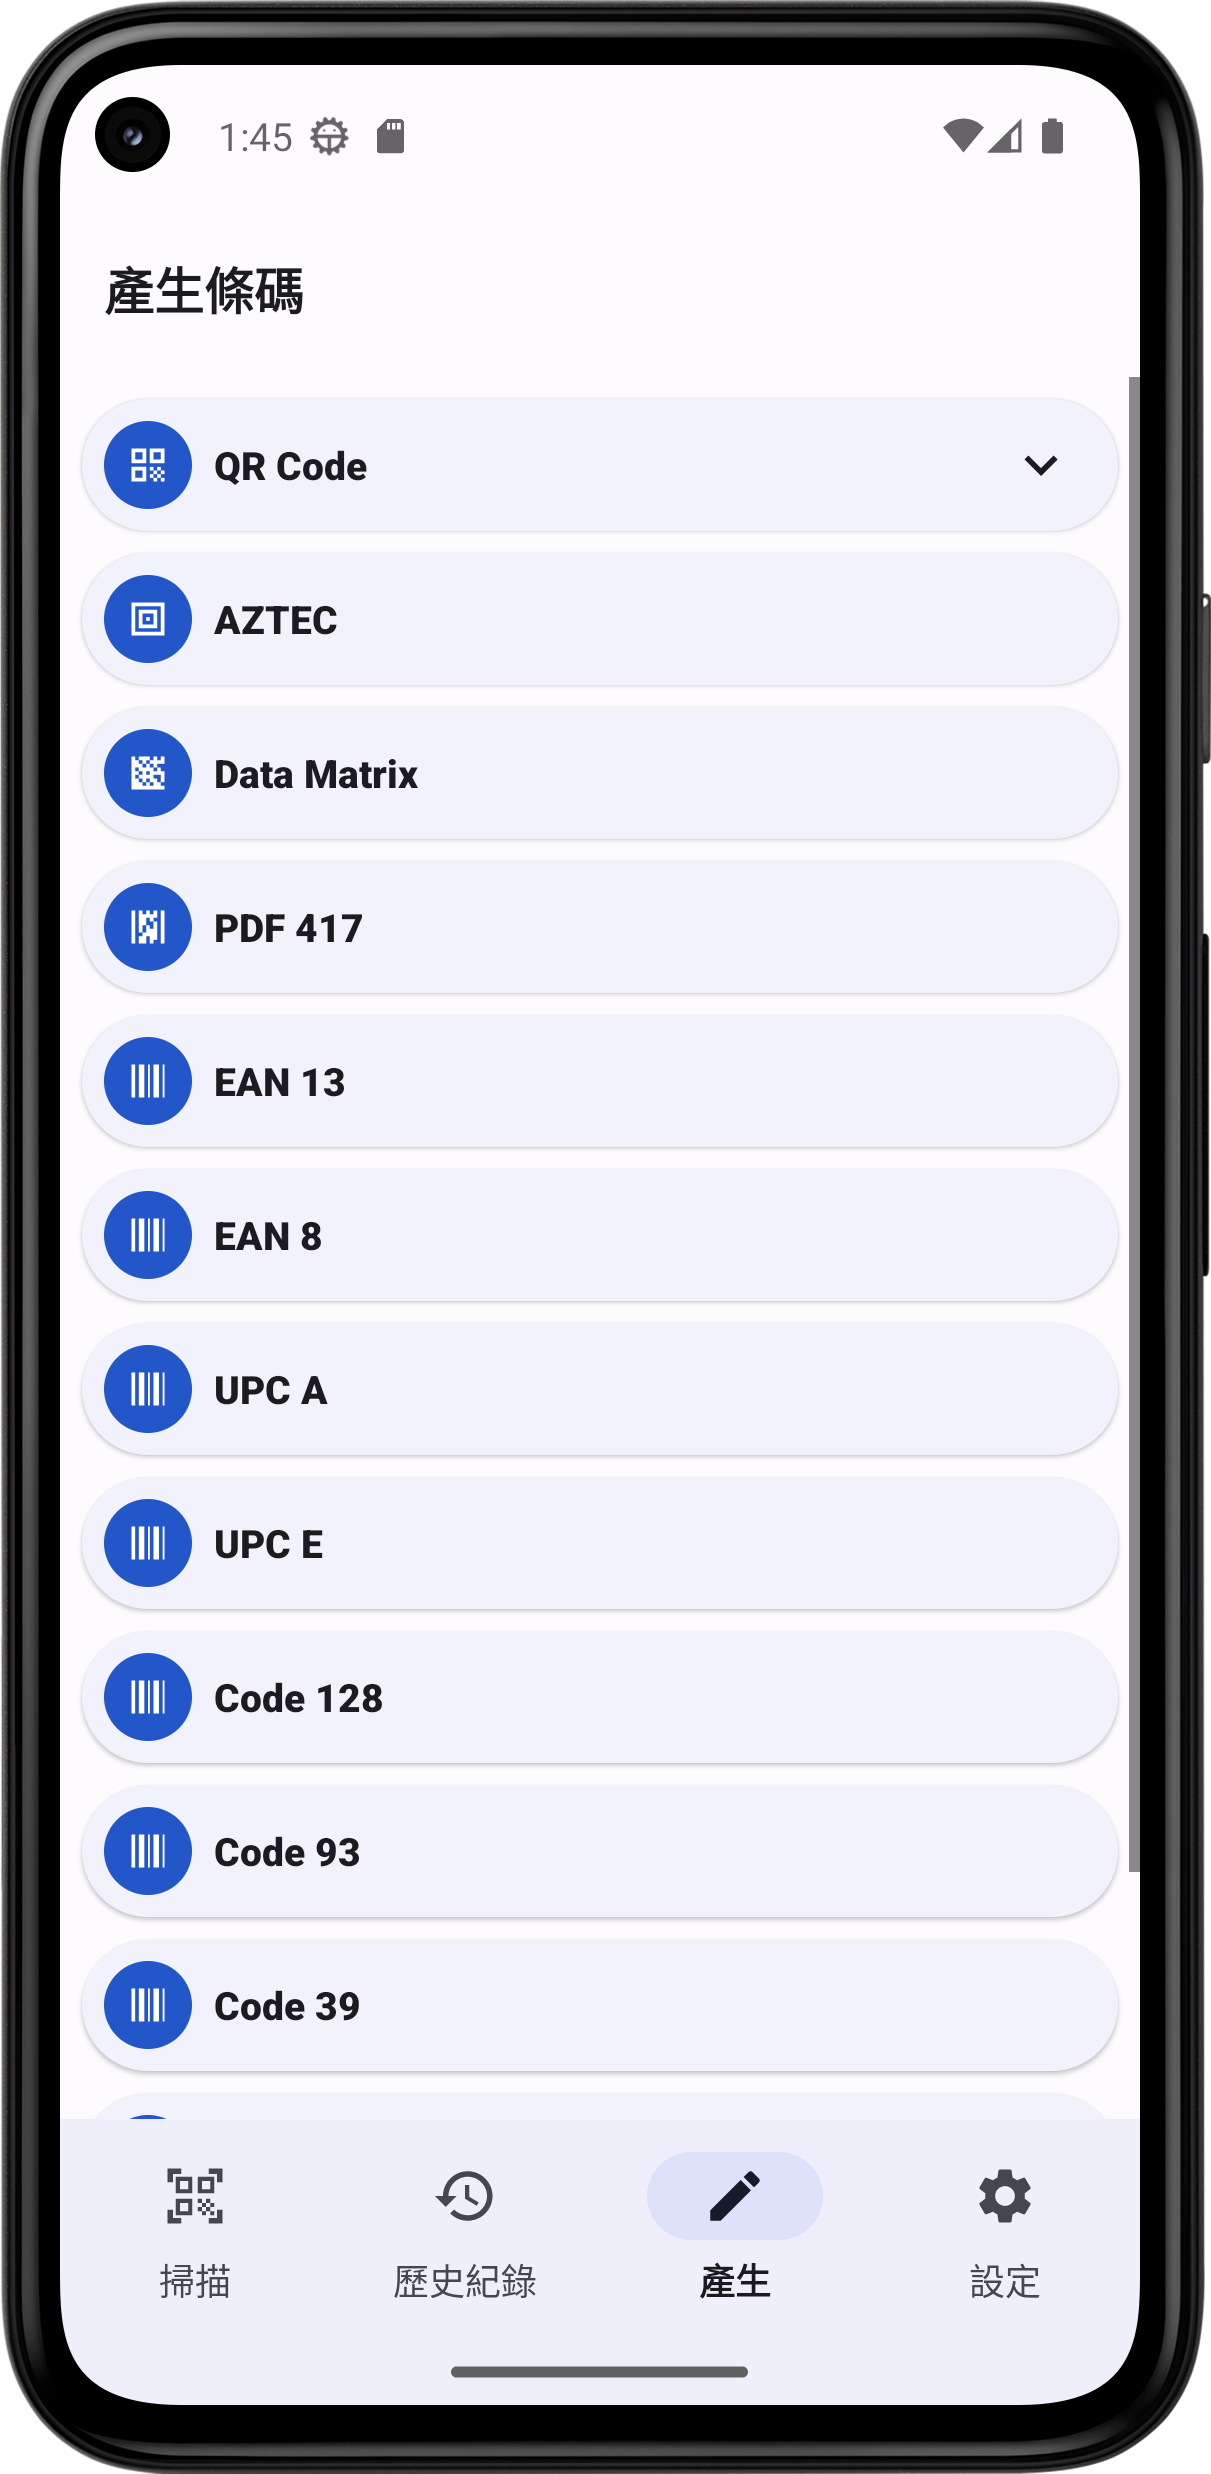 1:45
產生條碼
QR Code
AZTEC
Data Matrix
PDF 417
EAN 13
EAN 8
UPC A
UPC E
Code 128
Code 93
Code 39
掃描
歷史紀錄
產生
設定